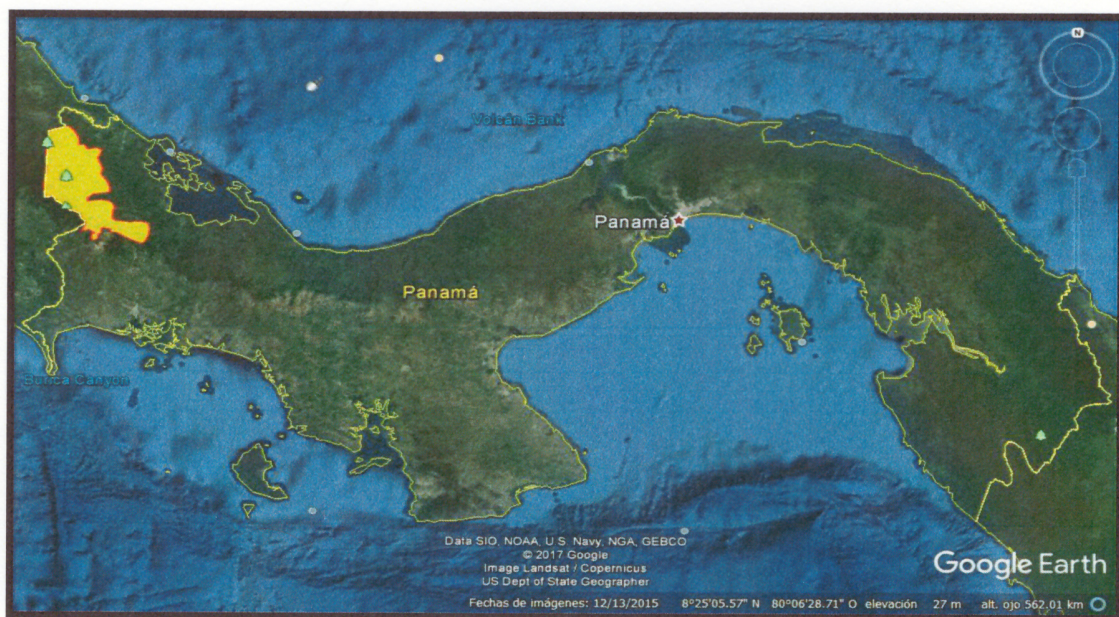 N
Volcán Bank
Panamá
Panamá
Burica Canyon
Data SIO, NOAA, U.S. Navy, NGA, GEBCO
© 2017 Google
Image Landsat / Copernicus
US Dept of State Geographer
Google Earth
Fechas de imágenes: 12/13/2015 8°25'05.57" N 80°06'28.71" O elevación 27 m alt. ojo 562.01 km